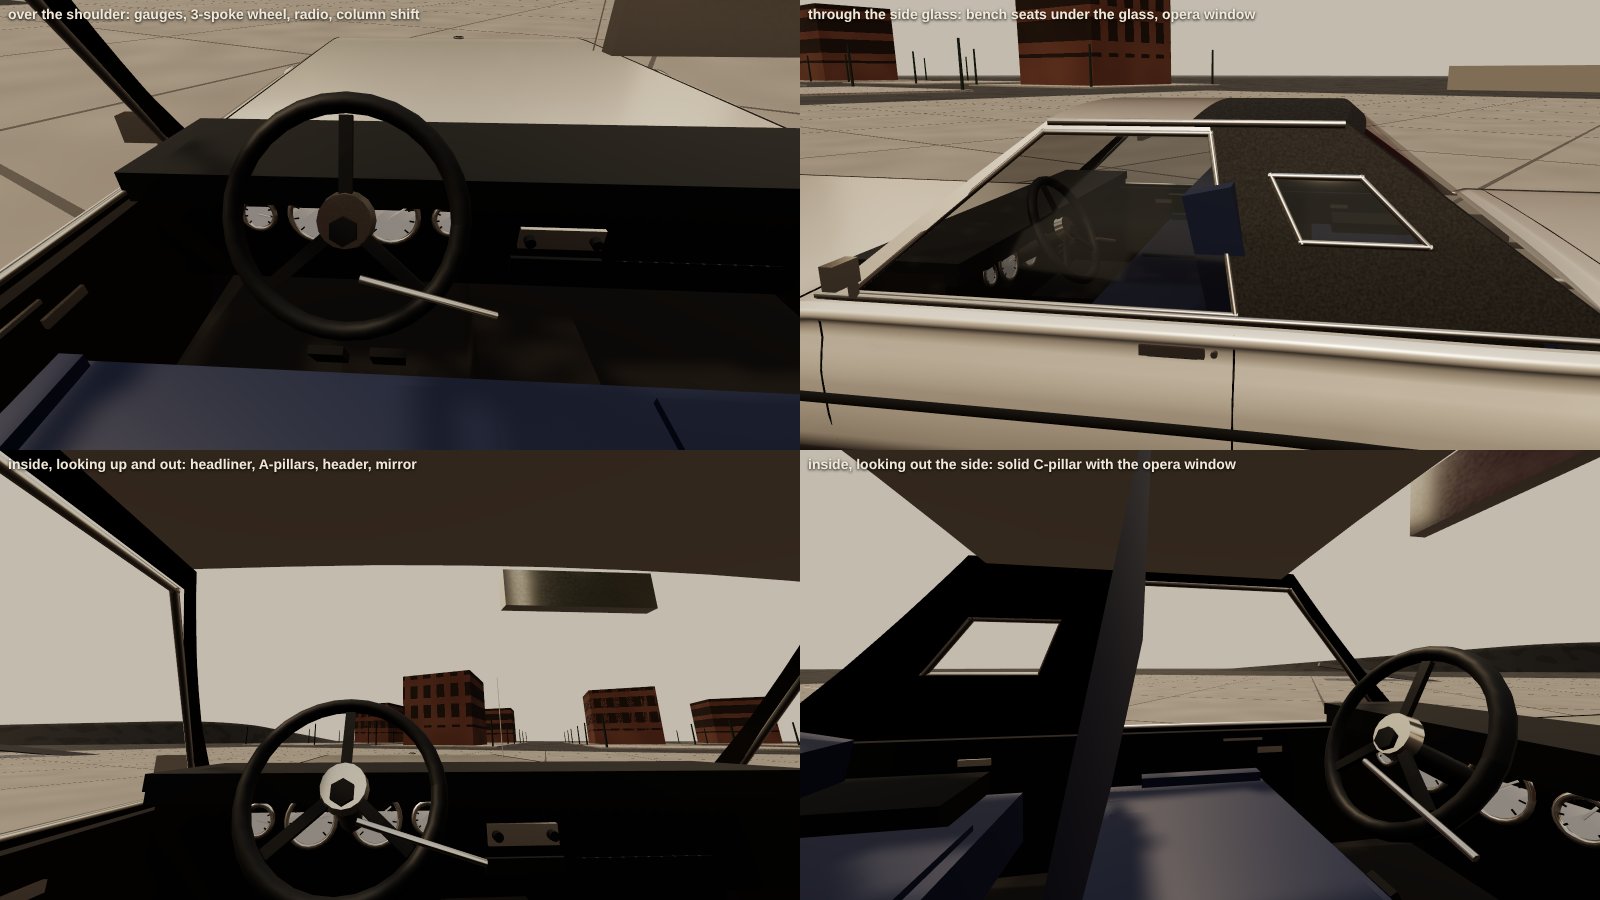 over the shoulder: gauges, 3-spoke wheel, radio, column shift
through the side glass: bench seats under the glass, opera window
inside, looking up and out: headliner, A-pillars, header, mirror
inside, looking out the side: solid C-pillar with the opera window